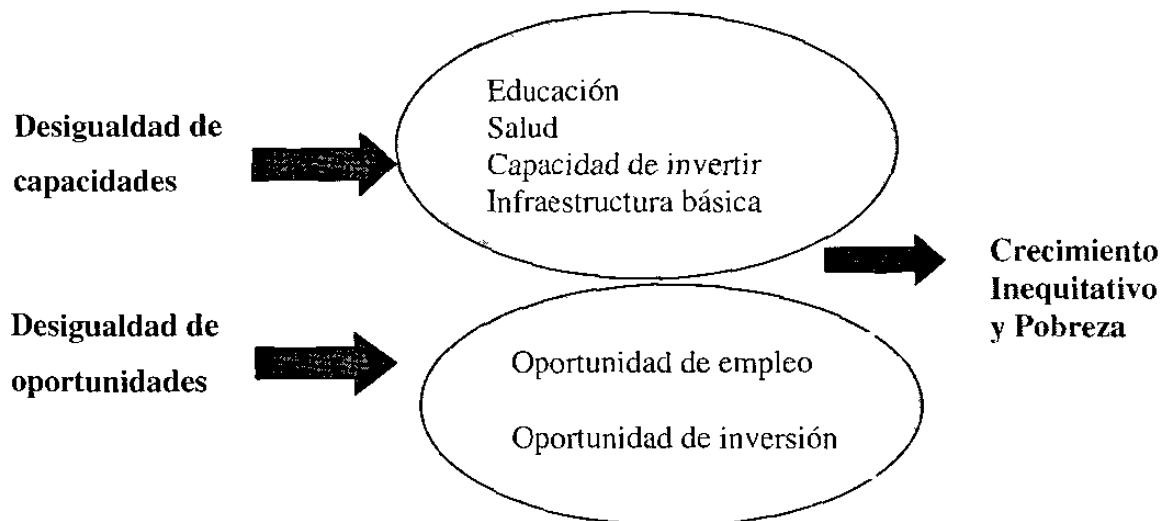 Desigualdad de
capacidades
Educación
Salud
Capacidad de invertir
Infraestructura básica
Desigualdad de
oportunidades
Oportunidad de empleo
Oportunidad de inversión
Crecimiento
Inequitativo
y Pobreza